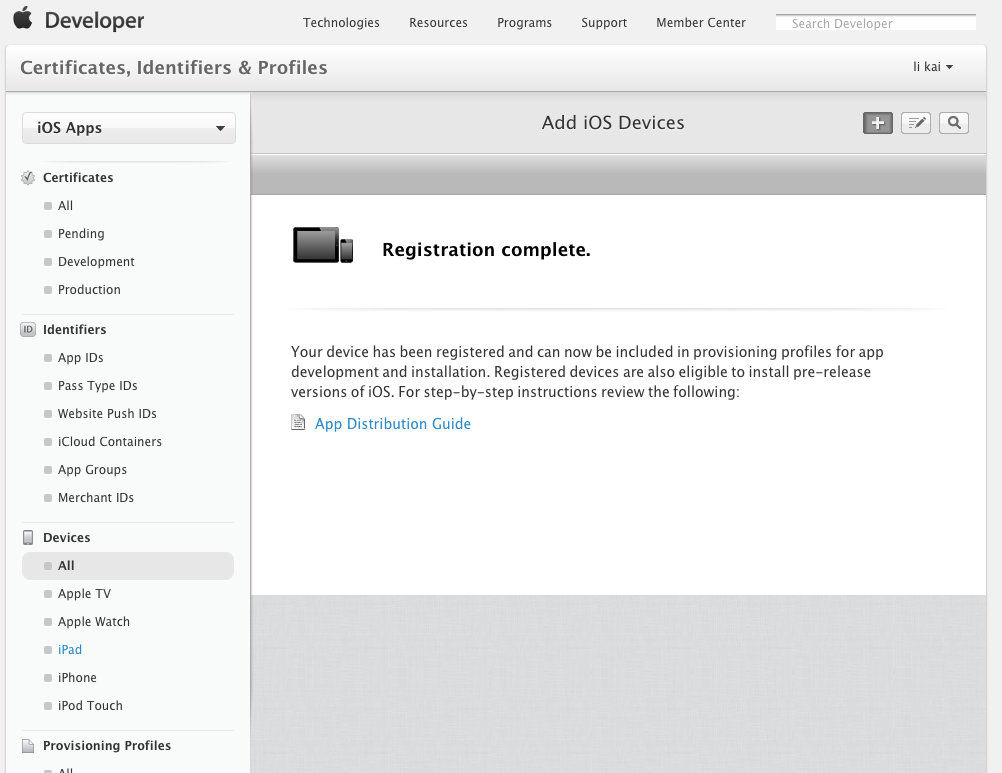 Developer
Technologies Resources Programs Support Member Center Search Developer
Certificates, Identifiers & Profiles
li kai
iOS Apps
Add iOS Devices
Certificates
All
Pending
Development
Production
ID Identifiers
App IDs
Pass Type IDs
Website Push IDs
iCloud Containers
App Groups
Merchant IDs
Devices
All
Apple TV
Apple Watch
iPad
iPhone
iPod Touch
Provisioning Profiles
All
Registration complete.
Your device has been registered and can now be included in provisioning profiles for app
development and installation. Registered devices are also eligible to install pre-release
versions of iOS. For step-by-step instructions review the following:
App Distribution Guide